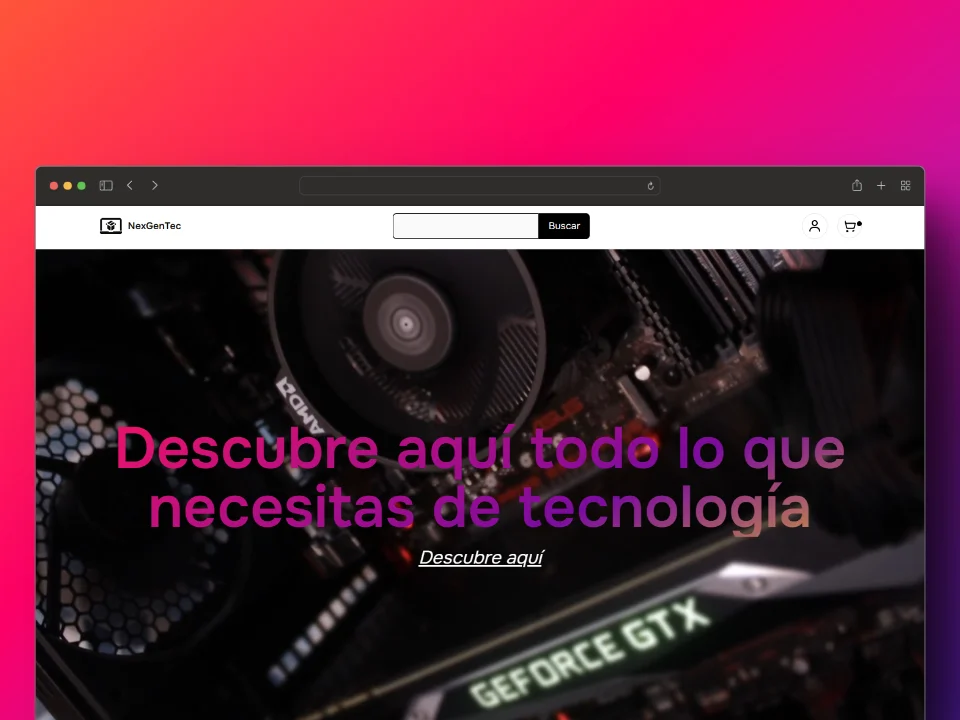 NexGenTec
Buscar
AMD
Descubre aquí todo lo que
necesitas de tecnología
Descubre aquí
GEFORCE GTX